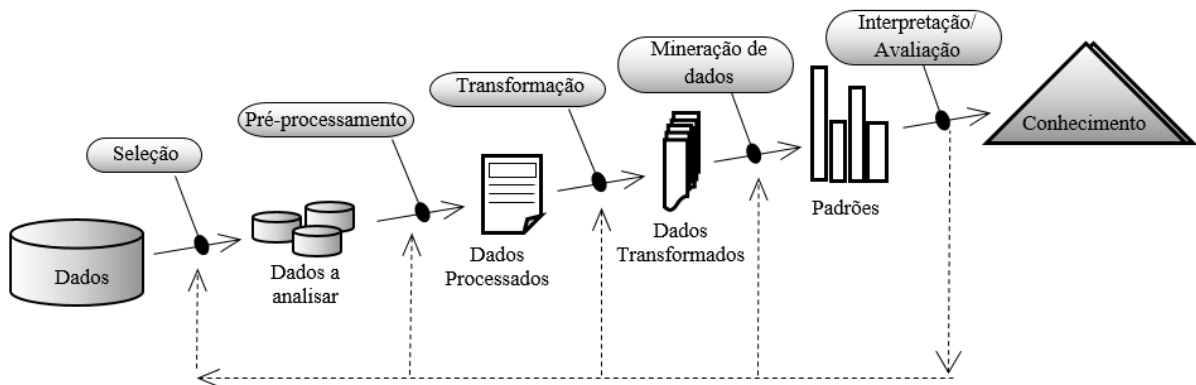 Seleção
Pré-processamento
Transformação
Mineração de
dados
Interpretação/
Avaliação
Dados
Dados a
analisar
Dados
Processados
Dados
Transformados
Padrões
Conhecimento